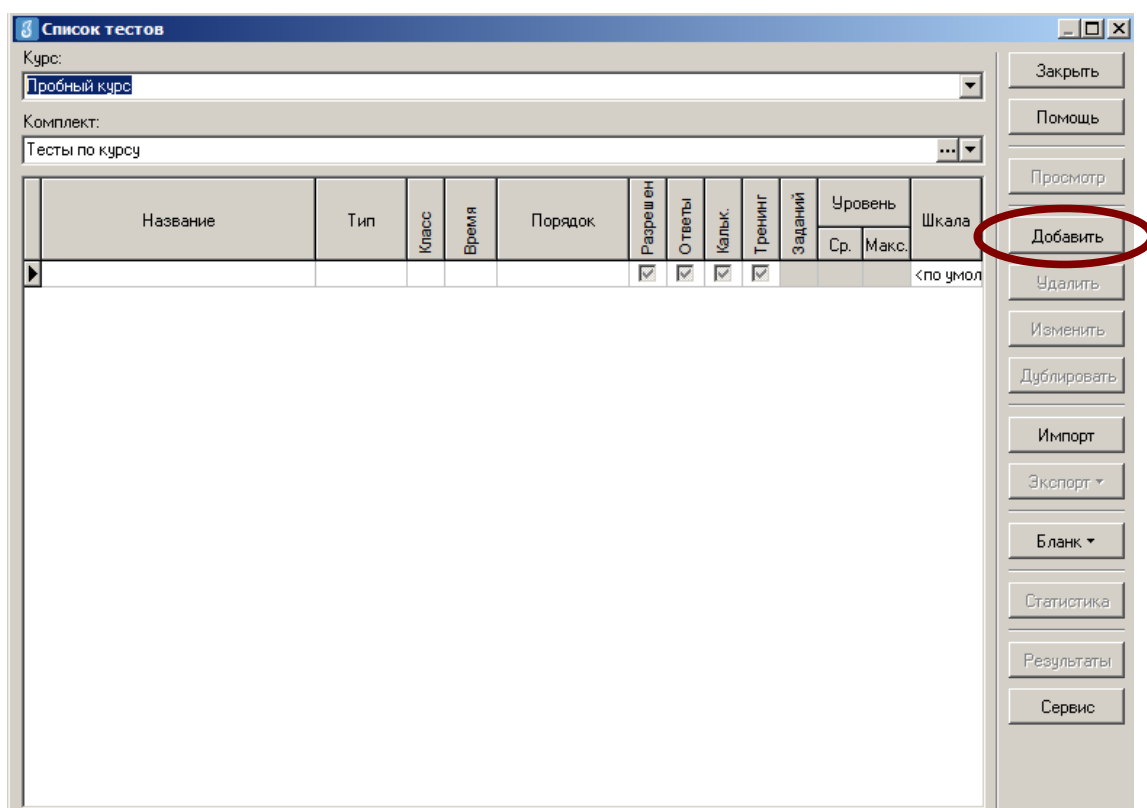 Список тестов
Курс:
Пробный курс
Комплект:
Тесты по курсу
Название Тип Класс Время Порядок Разрешен Ответы Кальк. Тренинг Заданий Уровень Шкала
Ср. Макс.
<по умол
Закрыть
Помощь
Просмотр
Добавить
Удалить
Изменить
Дублировать
Импорт
Экспорт
Бланк
Статистика
Результаты
Сервис